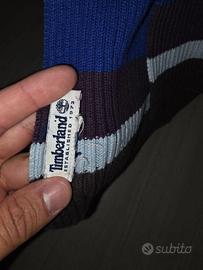 Timberland
ESTABLISHED 1973
subito